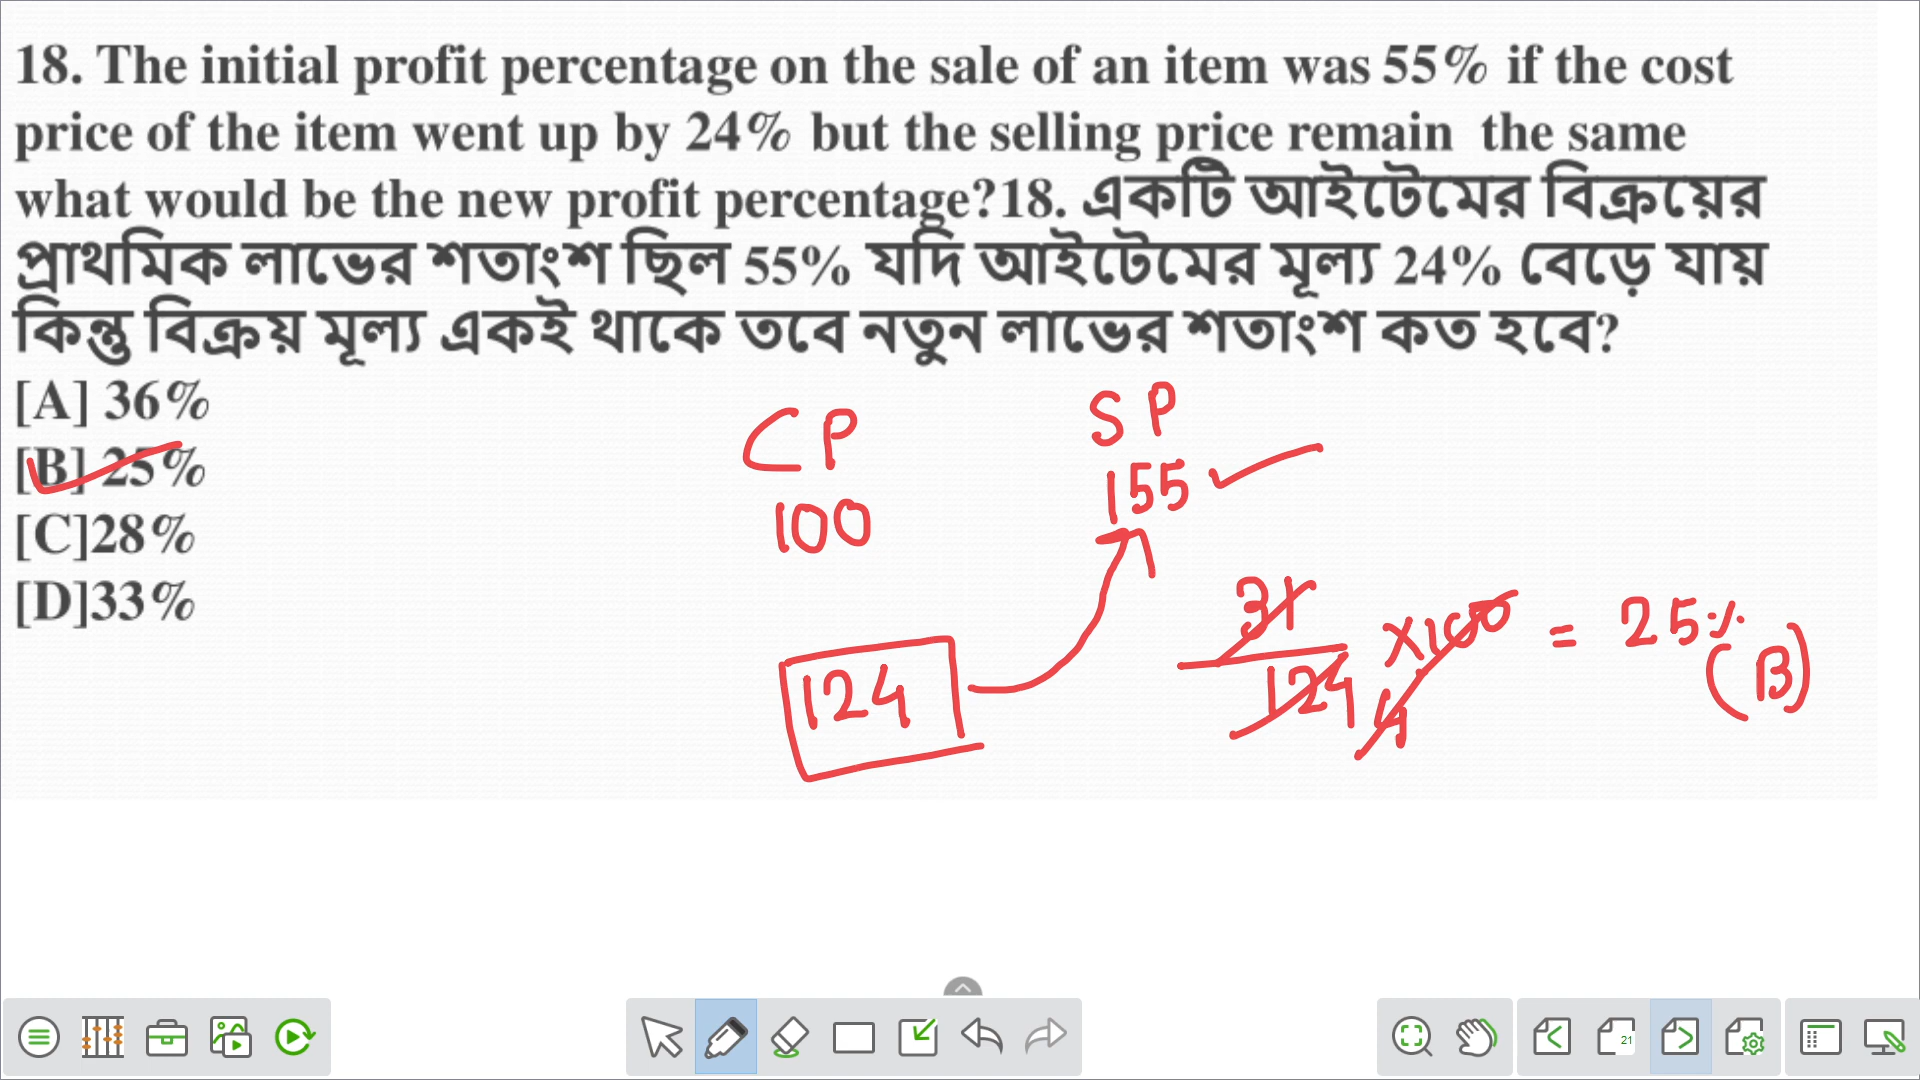 18. The initial profit percentage on the sale of an item was 55% if the cost
price of the item went up by 24% but the selling price remain the same
what would be the new profit percentage?18. একটি আইটেমের বিক্রয়ের
প্রাথমিক লাভের শতাংশ ছিল 55% যদি আইটেমের মূল্য 24% বেড়ে যায়
কিন্তু বিক্রয় মূল্য একই থাকে তবে নতুন লাভের শতাংশ কত হবে?
[A] 36%
[B] 25%
[C]28%
[D]33%
CP SP
100 155
124
31
124 ×100 = 25%
4
(B)
21